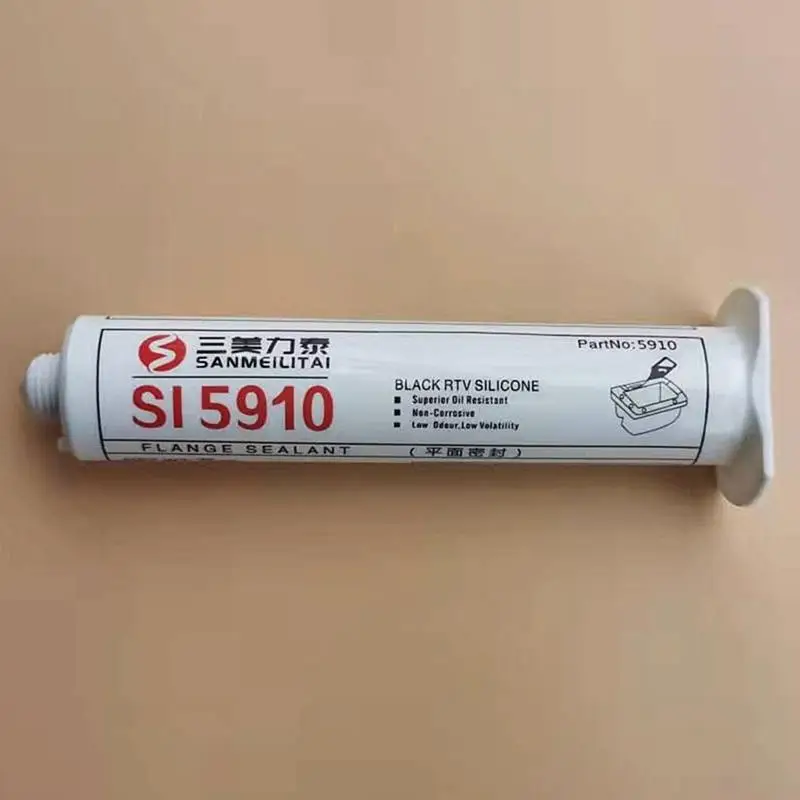 三美力泰
SANMEILITAI
SI 5910
PartNo:5910
BLACK RTV SILICONE
Superior Oil Resistant
Non-Corrosive
Low Odour,Low Volatility
FLANGE SEALANT (平面密封)